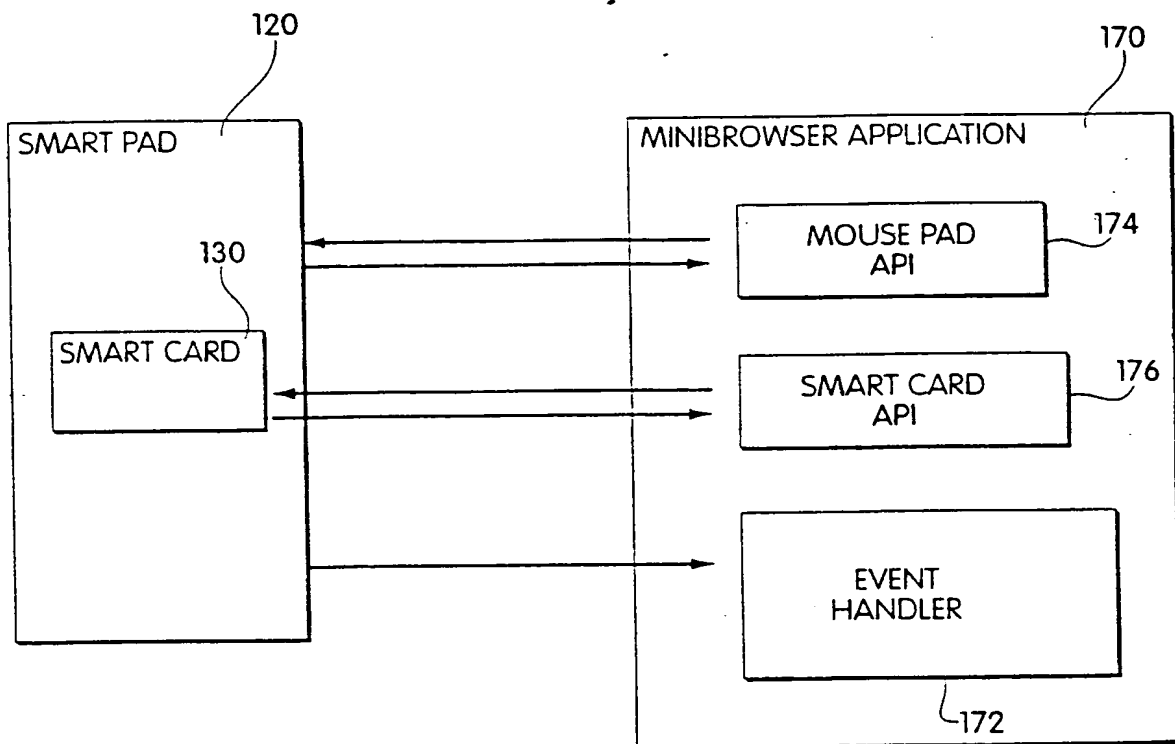 120
170
SMART PAD
MINIBROWSER APPLICATION
MOUSE PAD
API
174
130
SMART CARD
SMART CARD
API
176
EVENT
HANDLER
172